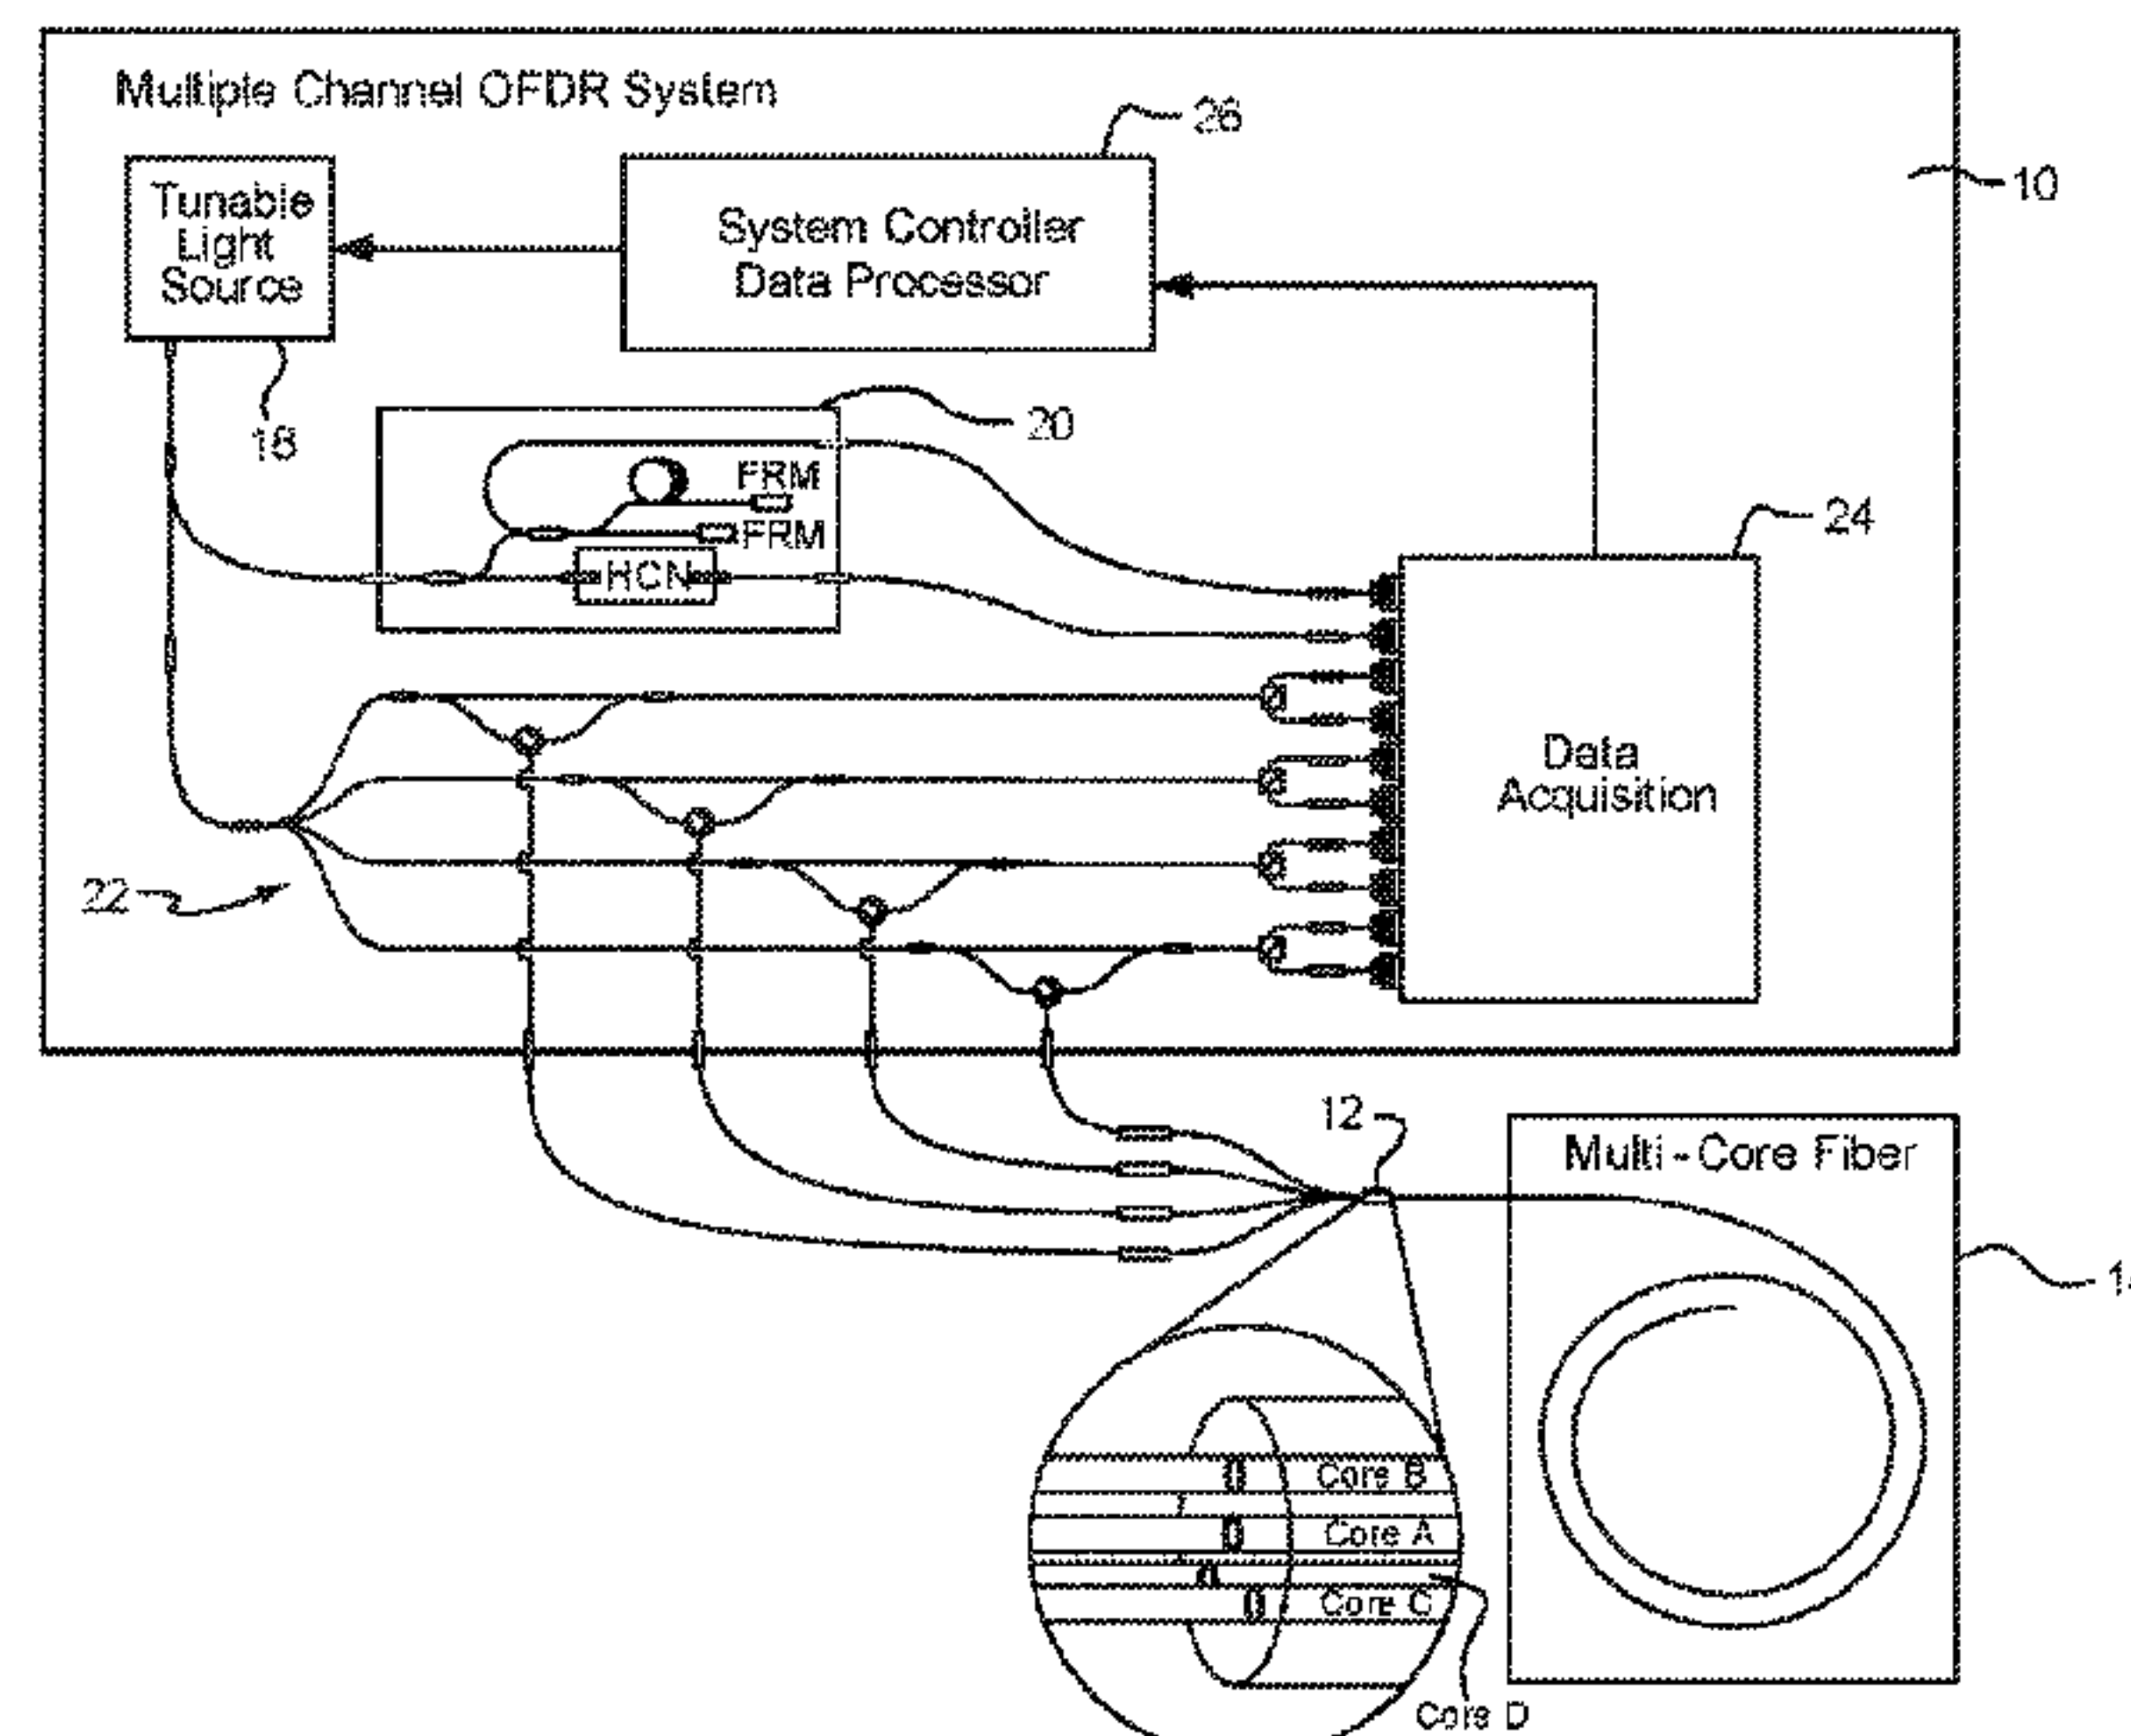 Multiple Channel OFDR System
26
10
Tunable
Light
Source
System Controller
Data Processor
18
20
FRM
FRM
HCN
24
Data
Acquisition
22
12
Multi-Core Fiber
Core B
Core A
Core C
Core D